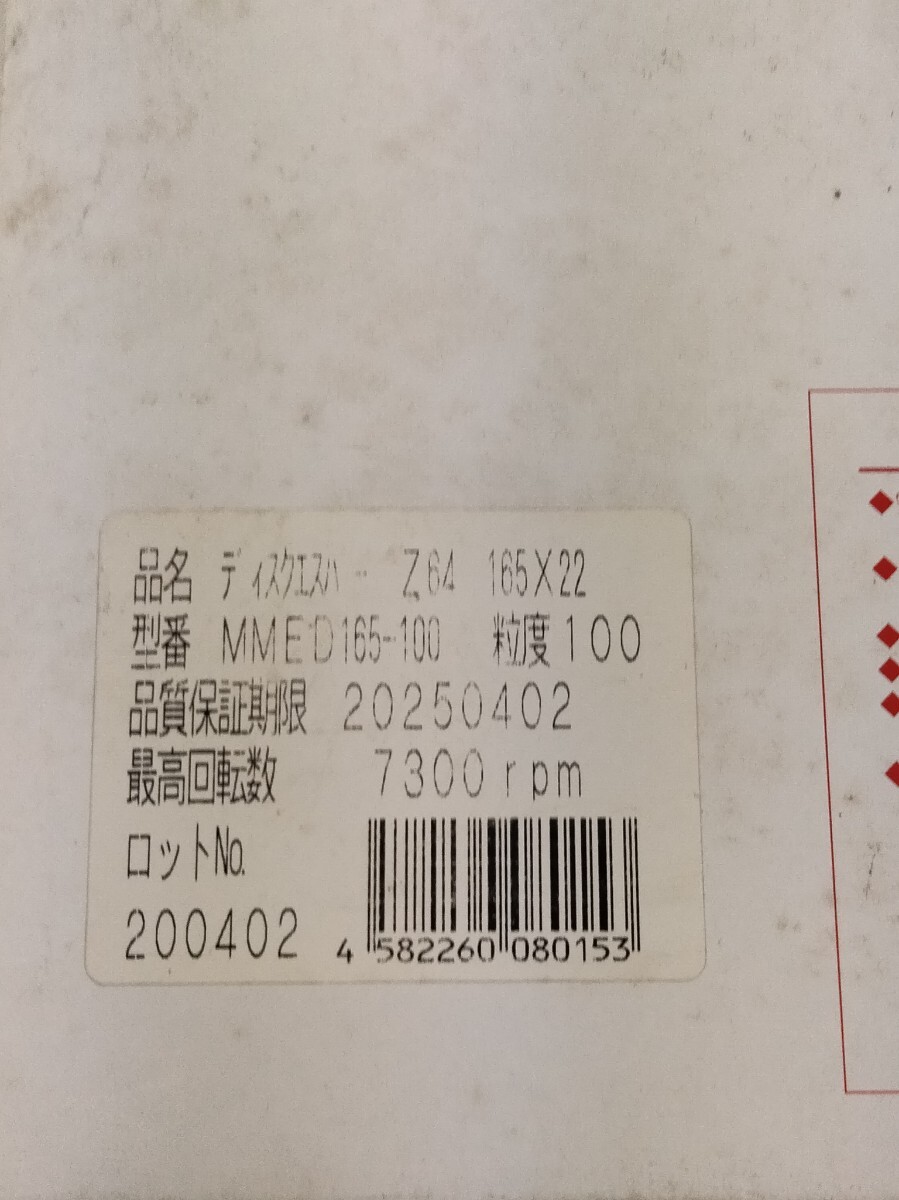 品名 ディスクエスパー Z64 165X22
型番 MMED165-100 粒度100
品質保証期限 20250402
最高回転数 7300rpm
ロットNo.
200402
4 582260 080153